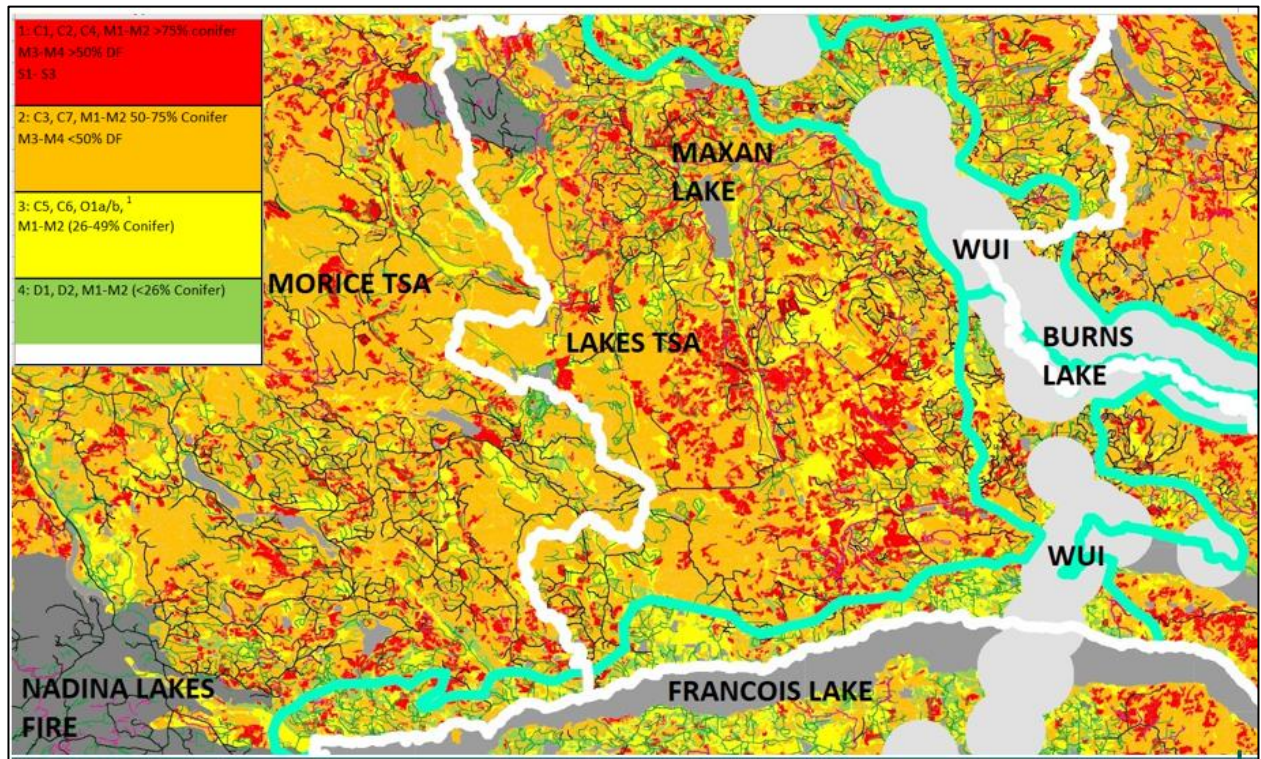 1: C1, C2, C4, M1-M2 >75% conifer
M3-M4 >50% DF
S1- S3
2: C3, C7, M1-M2 50-75% Conifer
M3-M4 <50% DF
3: C5, C6, O1a/b, 1
M1-M2 (26-49% Conifer)
4: D1, D2, M1-M2 (<26% Conifer)
MAXAN
LAKE
WUI
MORICE TSA
LAKES TSA
BURNS
LAKE
WUI
NADINA LAKES
FIRE
FRANCOIS LAKE